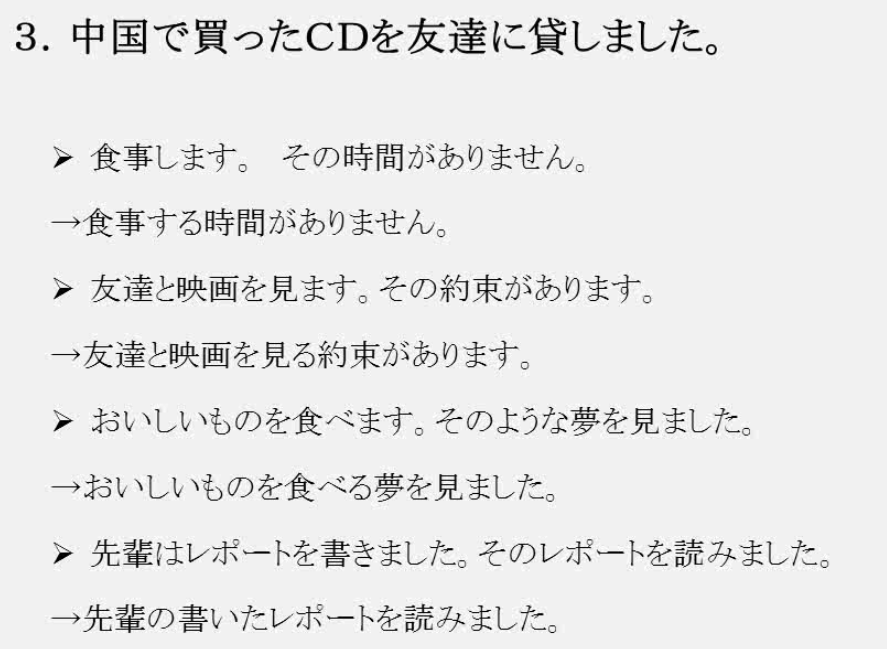 3. 中国で買ったCDを友達に貸しました。
➢ 食事します。 その時間がありません。
→食事する時間がありません。
➢ 友達と映画を見ます。その約束があります。
→友達と映画を見る約束があります。
➢ おいしいものを食べます。そのような夢を見ました。
→おいしいものを食べる夢を見ました。
➢ 先輩はレポートを書きました。そのレポートを読みました。
→先輩の書いたレポートを読みました。